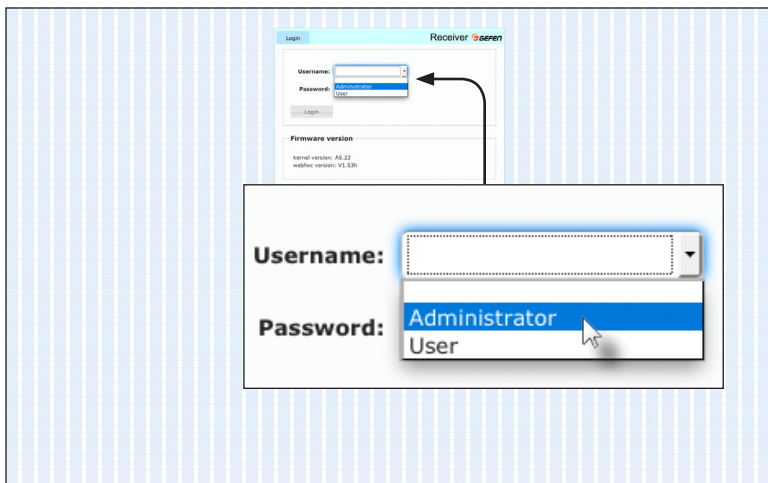 Login
Receiver GEFEN
Username:
Administrator
Password:
User
Login
Firmware version
kernel version: A5.22
webfwc version: V1.53h
Username:
Administrator
Password:
User